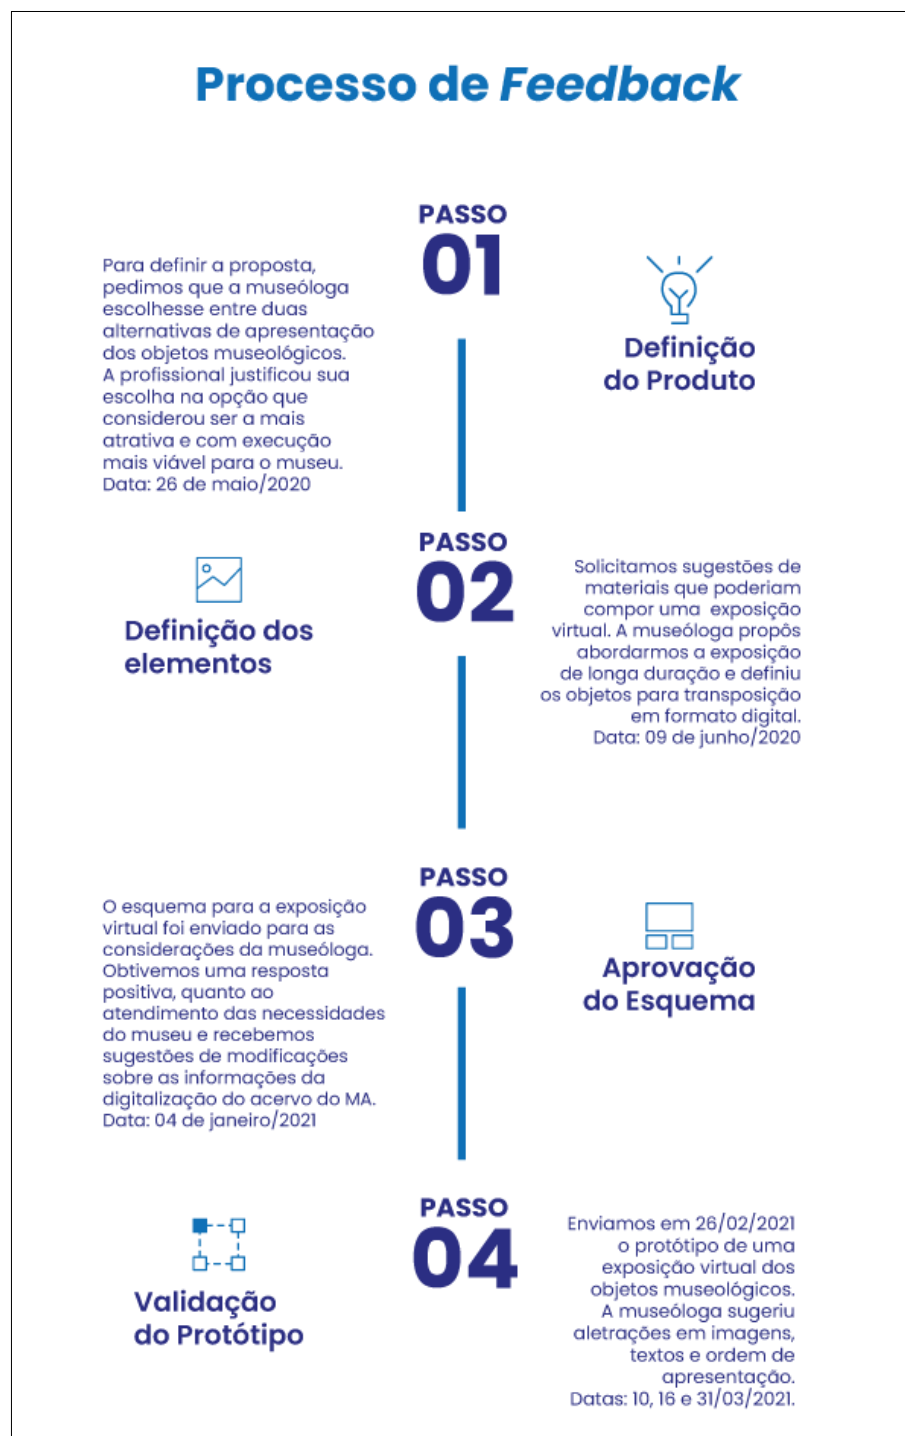 Processo de Feedback
PASSO
01
Para definir a proposta,
pedimos que a museóloga
escolhesse entre duas
alternativas de apresentação
dos objetos museológicos.
A profissional justificou sua
escolha na opção que
considerou ser a mais
atrativa e com execução
mais viável para o museu.
Data: 26 de maio/2020
Definição
do Produto
PASSO
02
Definição dos
elementos
Solicitamos sugestões de
materiais que poderiam
compor uma exposição
virtual. A museóloga propôs
abordarmos a exposição
de longa duração e definiu
os objetos para transposição
em formato digital.
Data: 09 de junho/2020
PASSO
03
O esquema para a exposição
virtual foi enviado para as
considerações da museóloga.
Obtivemos uma resposta
positiva, quanto ao
atendimento das necessidades
do museu e recebemos
sugestões de modificações
sobre as informações da
digitalização do acervo do MA.
Data: 04 de janeiro/2021
Aprovação
do Esquema
PASSO
04
Validação
do Protótipo
Enviamos em 26/02/2021
o protótipo de uma
exposição virtual dos
objetos museológicos.
A museóloga sugeriu
aletrações em imagens,
textos e ordem de
apresentação.
Datas: 10, 16 e 31/03/2021.